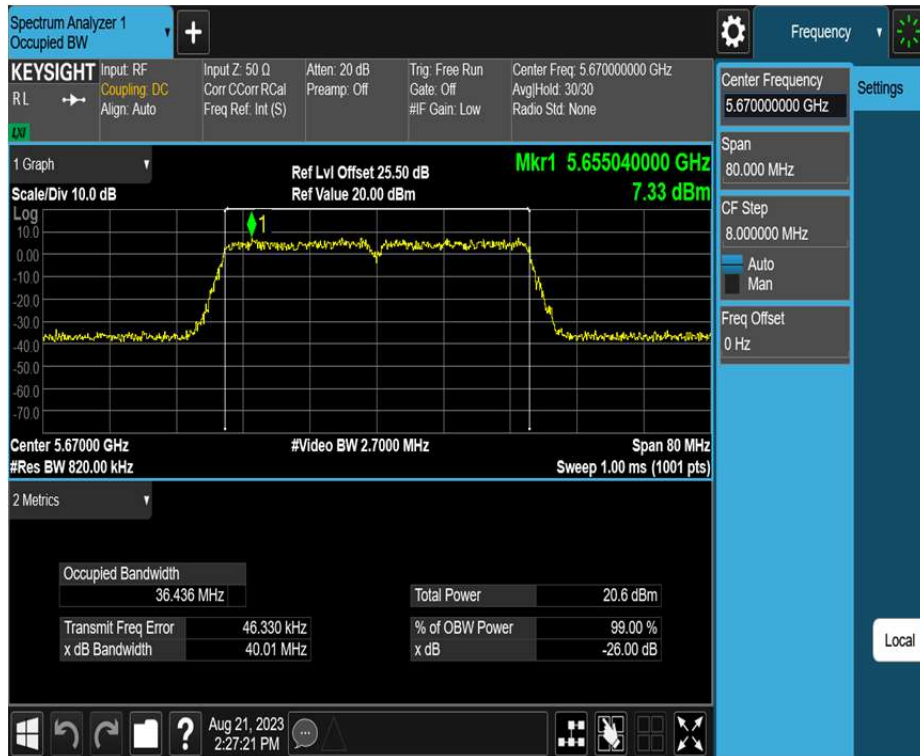 Spectrum Analyzer 1
Occupied BW
+
Frequency
KEYSIGHT
R L
LXI
Input: RF
Coupling: DC
Align: Auto
Input Z: 50 Ω
Corr CCorr RCal
Freq Ref: Int (S)
Atten: 20 dB
Preamp: Off
Trig: Free Run
Gate: Off
#IF Gain: Low
Center Freq: 5.670000000 GHz
Avg|Hold: 30/30
Radio Std: None
Center Frequency
5.670000000 GHz
Settings
Span
80.000 MHz
CF Step
8.000000 MHz
Auto
Man
Freq Offset
0 Hz
Local
1 Graph
Scale/Div 10.0 dB
Ref Lvl Offset 25.50 dB
Ref Value 20.00 dBm
Mkr1 5.655040000 GHz
7.33 dBm
Log
10.0
0.00
-10.0
-20.0
-30.0
-40.0
-50.0
-60.0
-70.0
1
Center 5.67000 GHz
#Video BW 2.7000 MHz
Span 80 MHz
#Res BW 820.00 kHz
Sweep 1.00 ms (1001 pts)
2 Metrics
Occupied Bandwidth
36.436 MHz
Total Power 20.6 dBm
Transmit Freq Error 46.330 kHz
% of OBW Power 99.00 %
x dB Bandwidth 40.01 MHz
x dB -26.00 dB
?
Aug 21, 2023
2:27:21 PM